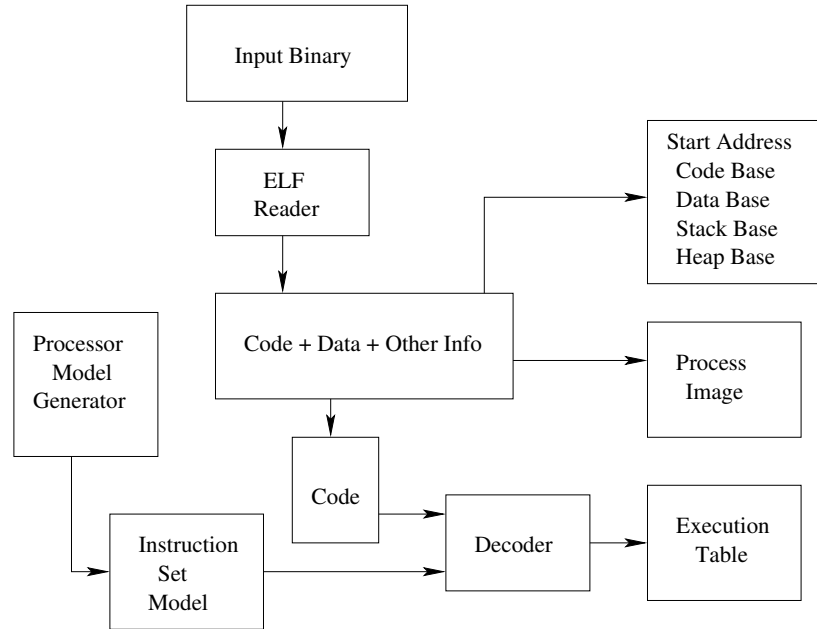 Input Binary
ELF
Reader
Start Address
Code Base
Data Base
Stack Base
Heap Base
Code + Data + Other Info
Processor
Model
Generator
Process
Image
Code
Instruction
Set
Model
Decoder
Execution
Table